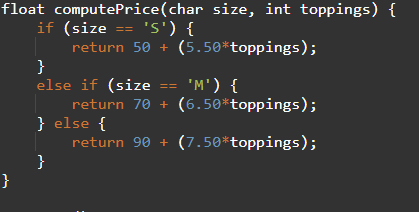 float computePrice(char size, int toppings) {
    if (size == 'S') {
        return 50 + (5.50*toppings);
    }
    else if (size == 'M') {
        return 70 + (6.50*toppings);
    } else {
        return 90 + (7.50*toppings);
    }
}